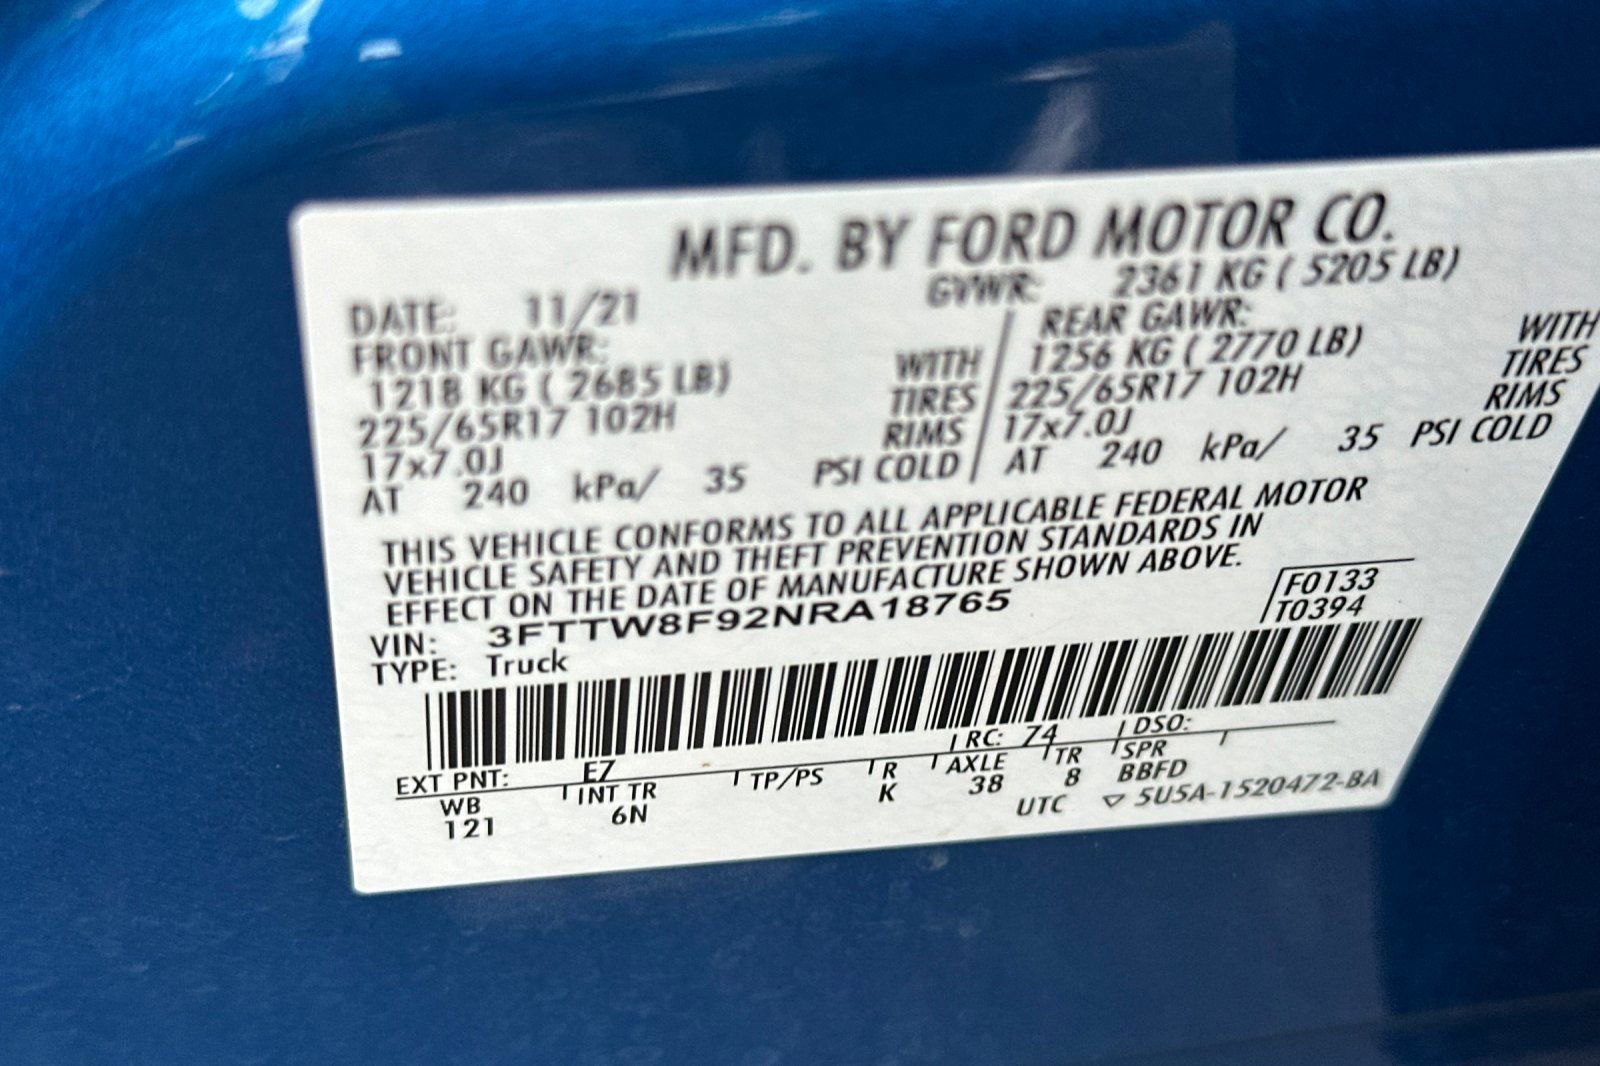 MFD. BY FORD MOTOR CO.
DATE: 11/21 GVWR: 2361 KG ( 5205 LB)
FRONT GAWR: REAR GAWR:
1218 KG ( 2685 LB) WITH 1256 KG ( 2770 LB) WITH
225/65R17 102H TIRES 225/65R17 102H TIRES
17x7.0J RIMS 17x7.0J RIMS
AT 240 kPa/ 35 PSI COLD AT 240 kPa/ 35 PSI COLD
THIS VEHICLE CONFORMS TO ALL APPLICABLE FEDERAL MOTOR
VEHICLE SAFETY AND THEFT PREVENTION STANDARDS IN
EFFECT ON THE DATE OF MANUFACTURE SHOWN ABOVE.
VIN: 3FTTW8F92NRA18765 F0133
TYPE: Truck T0394
EXT PNT: E7 RC: 74 DSO:
WB INT TR TP/PS R AXLE TR SPR
121 6N K 38 8 BBFD
UTC ▽ 5U5A-1520472-BA